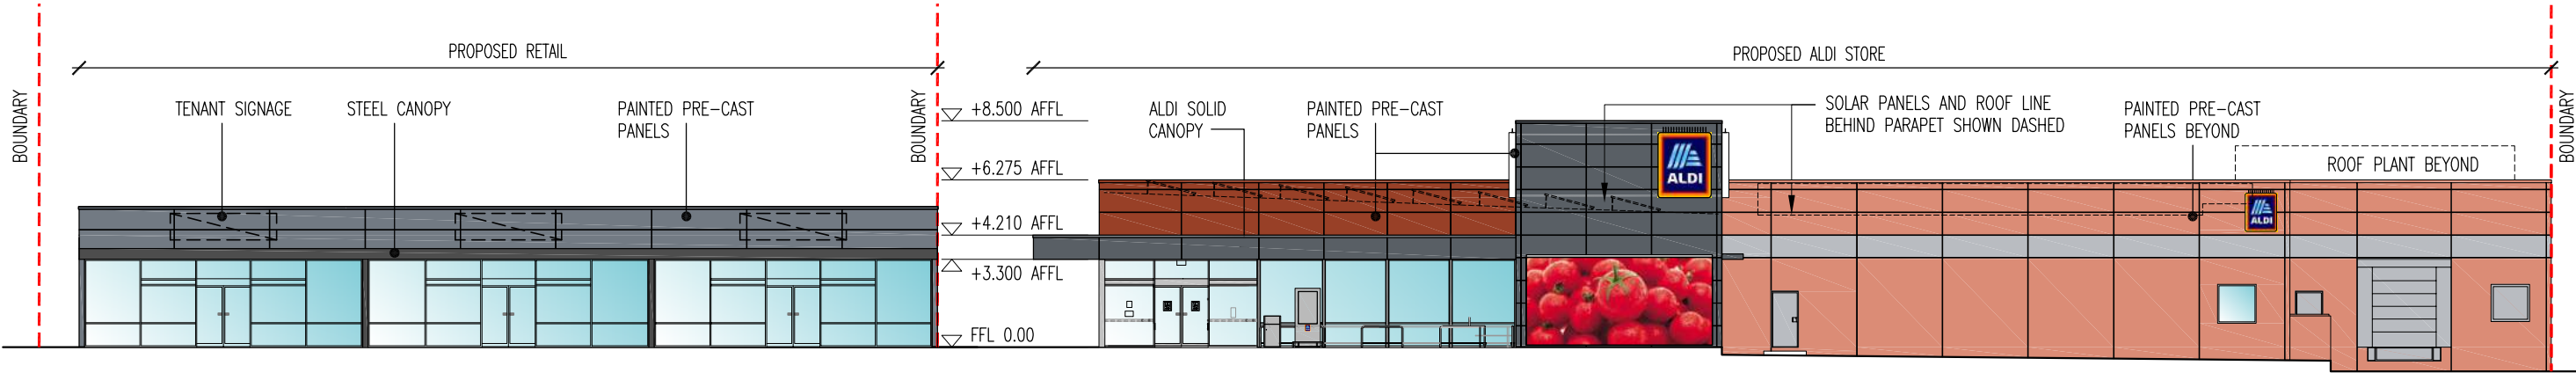 PROPOSED RETAIL
PROPOSED ALDI STORE
BOUNDARY
TENANT SIGNAGE
STEEL CANOPY
PAINTED PRE-CAST
PANELS
BOUNDARY
+8.500 AFFL
+6.275 AFFL
+4.210 AFFL
+3.300 AFFL
FFL 0.00
ALDI SOLID
CANOPY
PAINTED PRE-CAST
PANELS
SOLAR PANELS AND ROOF LINE
BEHIND PARAPET SHOWN DASHED
PAINTED PRE-CAST
PANELS BEYOND
ROOF PLANT BEYOND
BOUNDARY
ALDI
ALDI